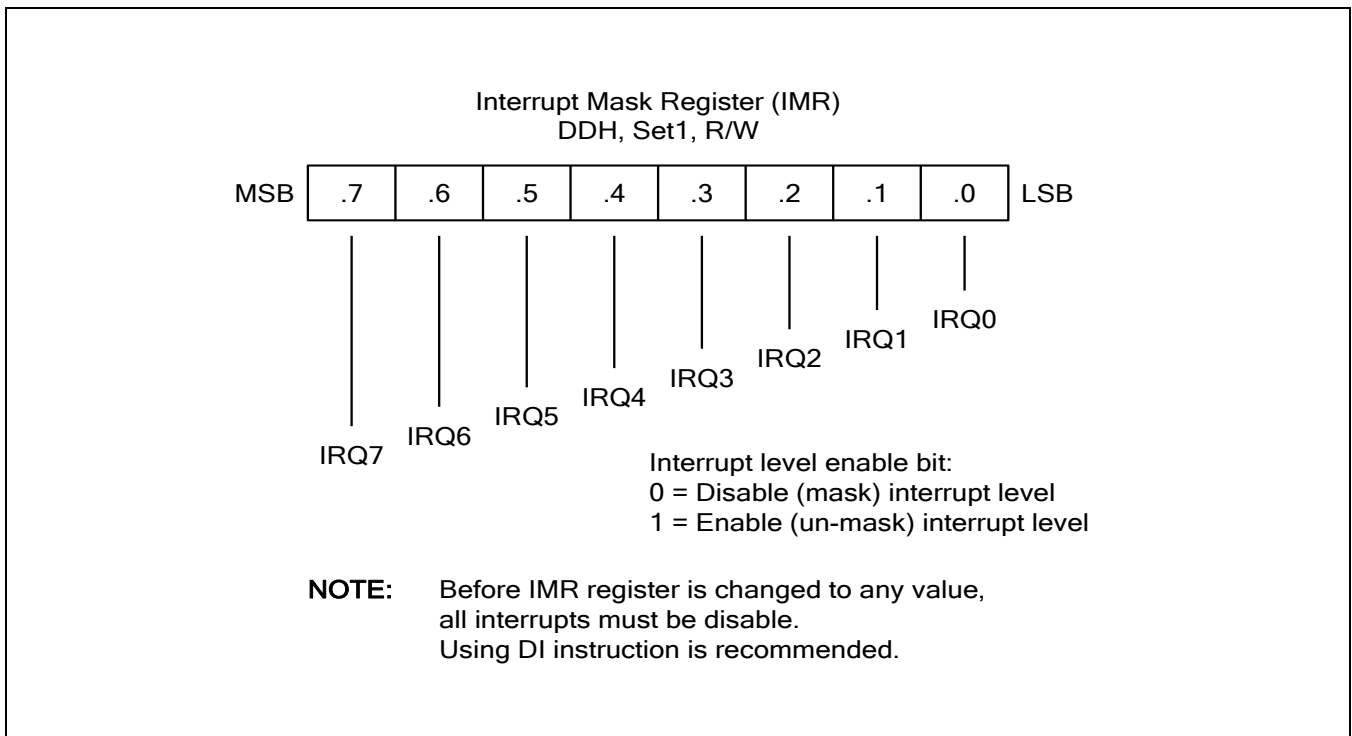 Interrupt Mask Register (IMR)
DDH, Set1, R/W
MSB .7 .6 .5 .4 .3 .2 .1 .0 LSB
IRQ7 IRQ6 IRQ5 IRQ4 IRQ3 IRQ2 IRQ1 IRQ0
Interrupt level enable bit:
0 = Disable (mask) interrupt level
1 = Enable (un-mask) interrupt level
NOTE: Before IMR register is changed to any value,
all interrupts must be disable.
Using DI instruction is recommended.